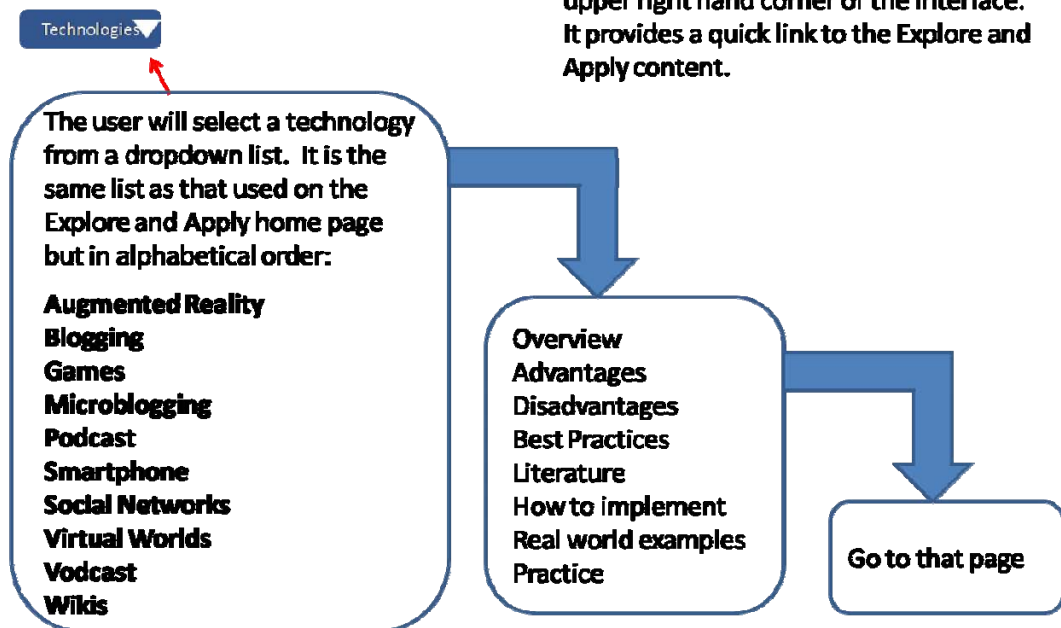 upper right hand corner of the interface.
It provides a quick link to the Explore and
Apply content.
Technologies
The user will select a technology
from a dropdown list. It is the
same list as that used on the
Explore and Apply home page
but in alphabetical order:
Augmented Reality
Blogging
Games
Microblogging
Podcast
Smartphone
Social Networks
Virtual Worlds
Vodcast
Wikis
Overview
Advantages
Disadvantages
Best Practices
Literature
How to implement
Real world examples
Practice
Go to that page